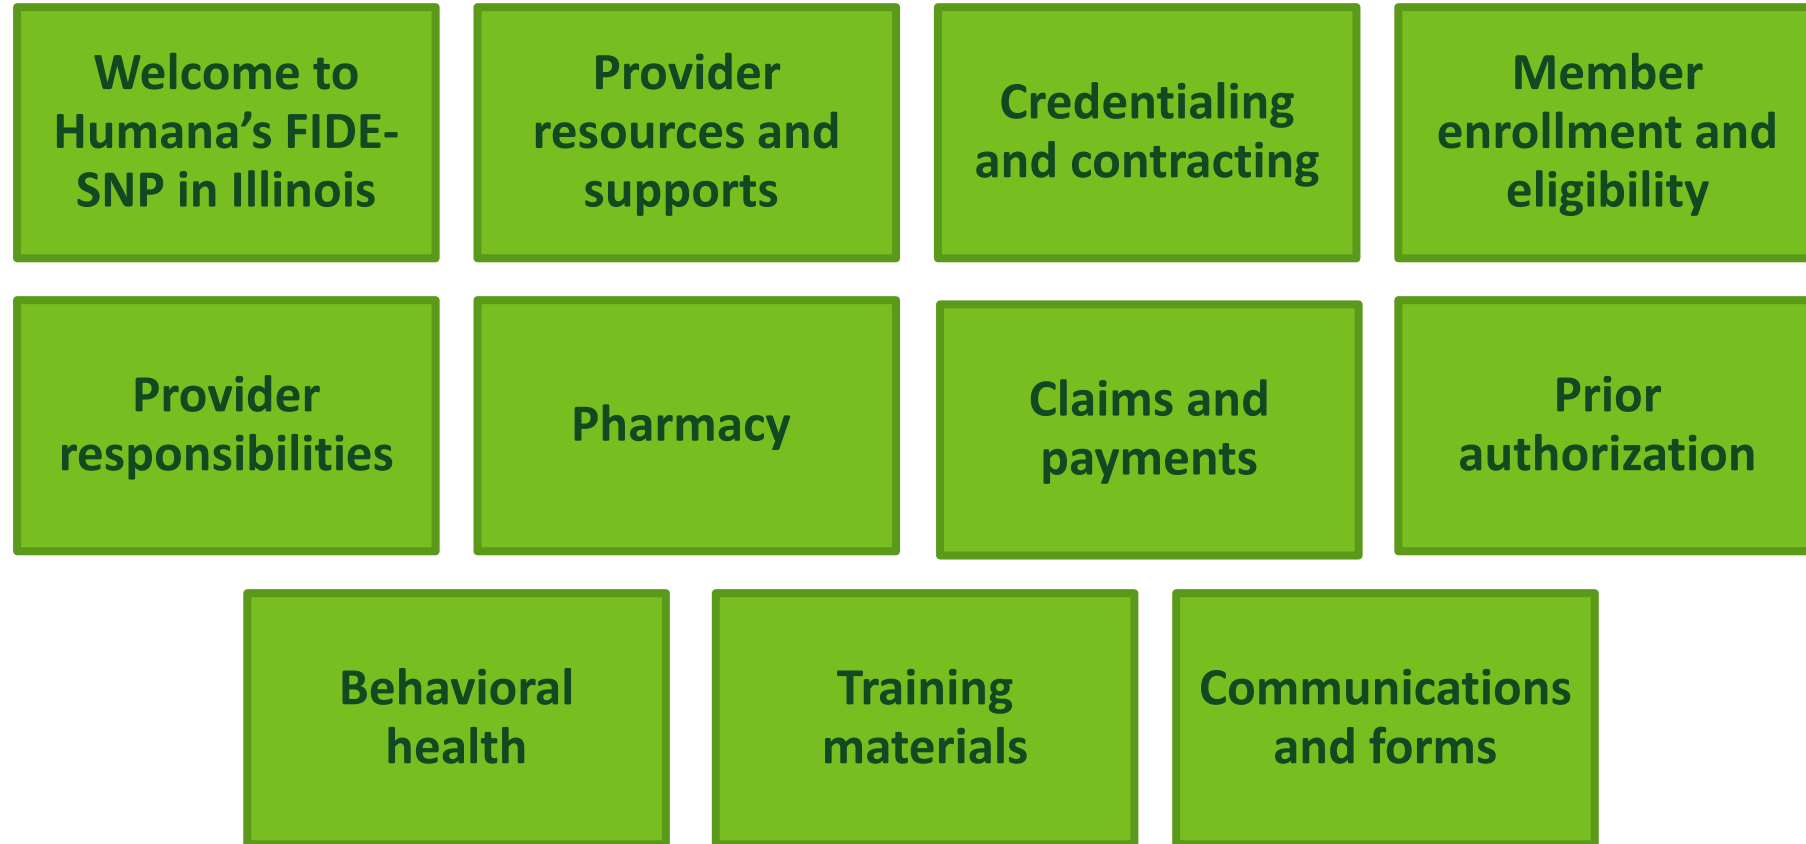 Welcome to
Humana’s FIDE-
SNP in Illinois
Provider
resources and
supports
Credentialing
and contracting
Member
enrollment and
eligibility
Provider
responsibilities
Pharmacy
Claims and
payments
Prior
authorization
Behavioral
health
Training
materials
Communications
and forms